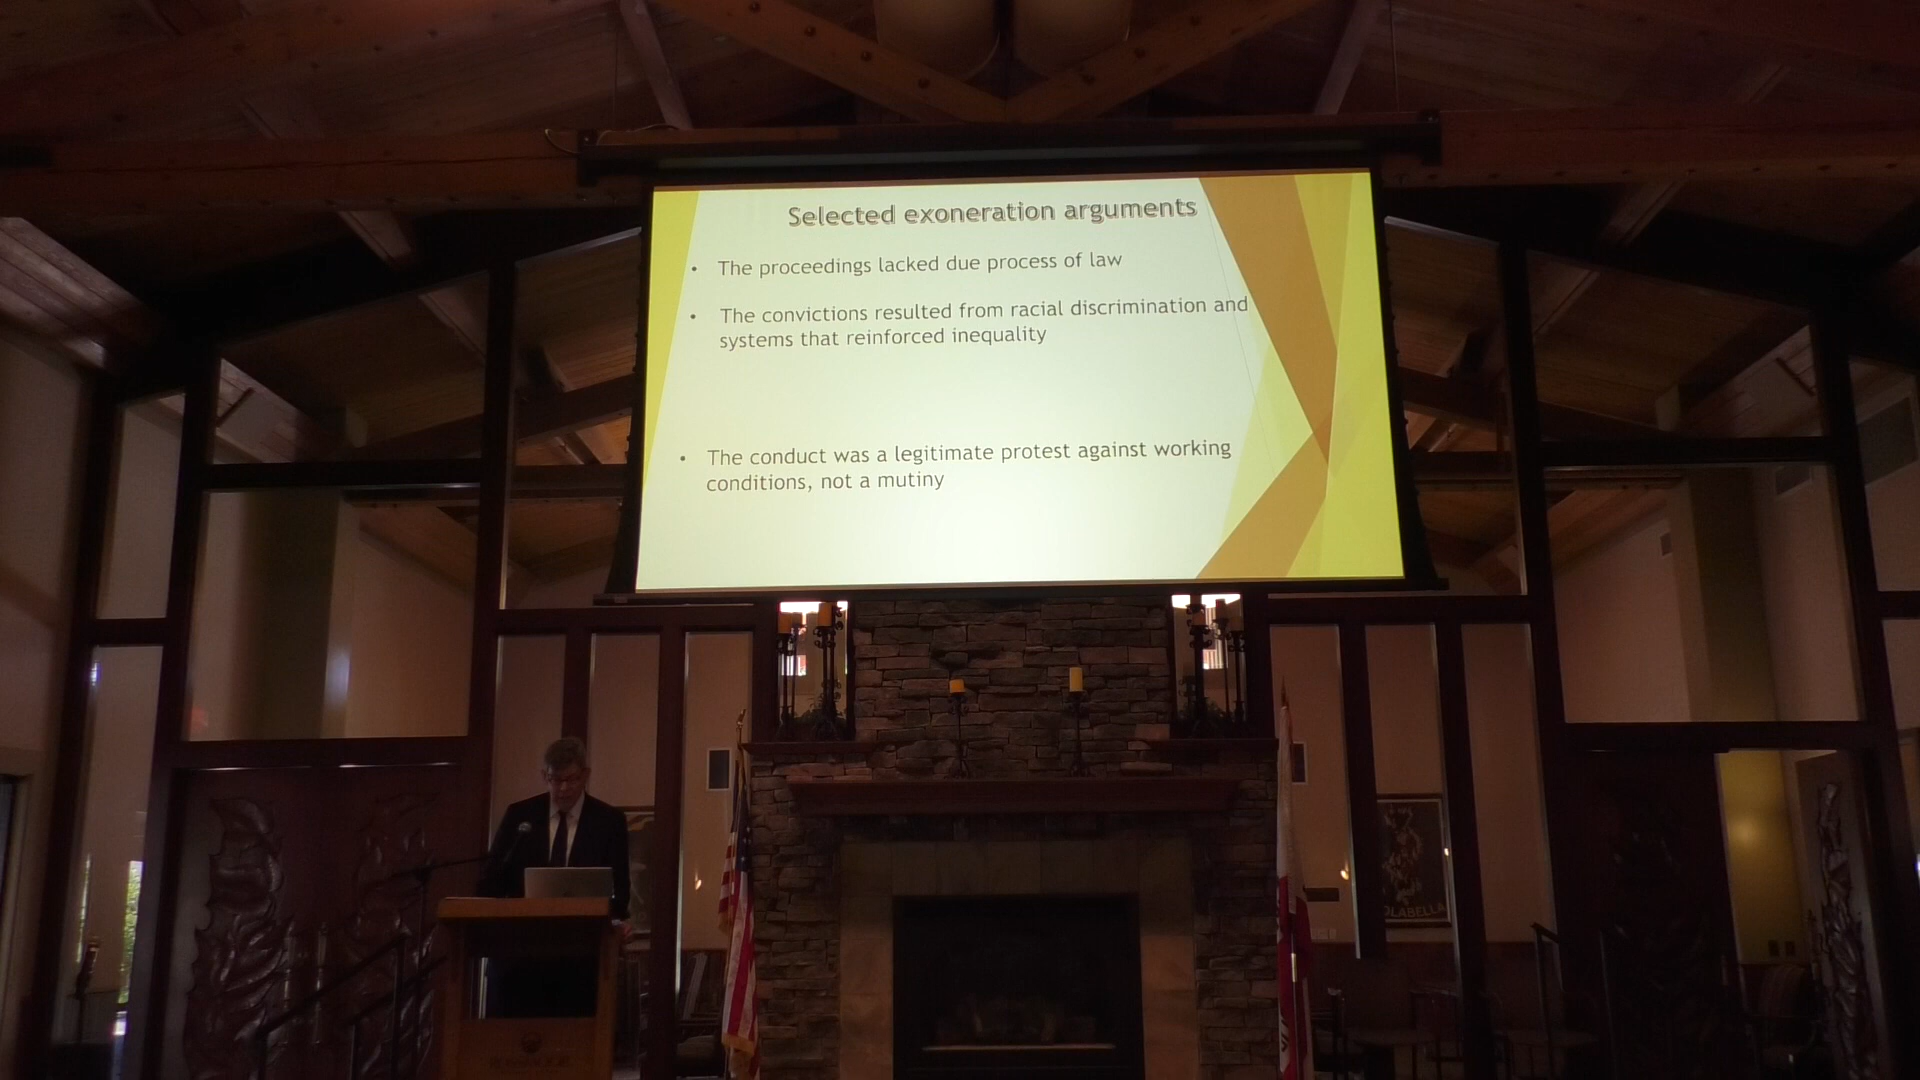 Selected exoneration arguments
• The proceedings lacked due process of law
• The convictions resulted from racial discrimination and
systems that reinforced inequality
• The conduct was a legitimate protest against working
conditions, not a mutiny
OLABELLA